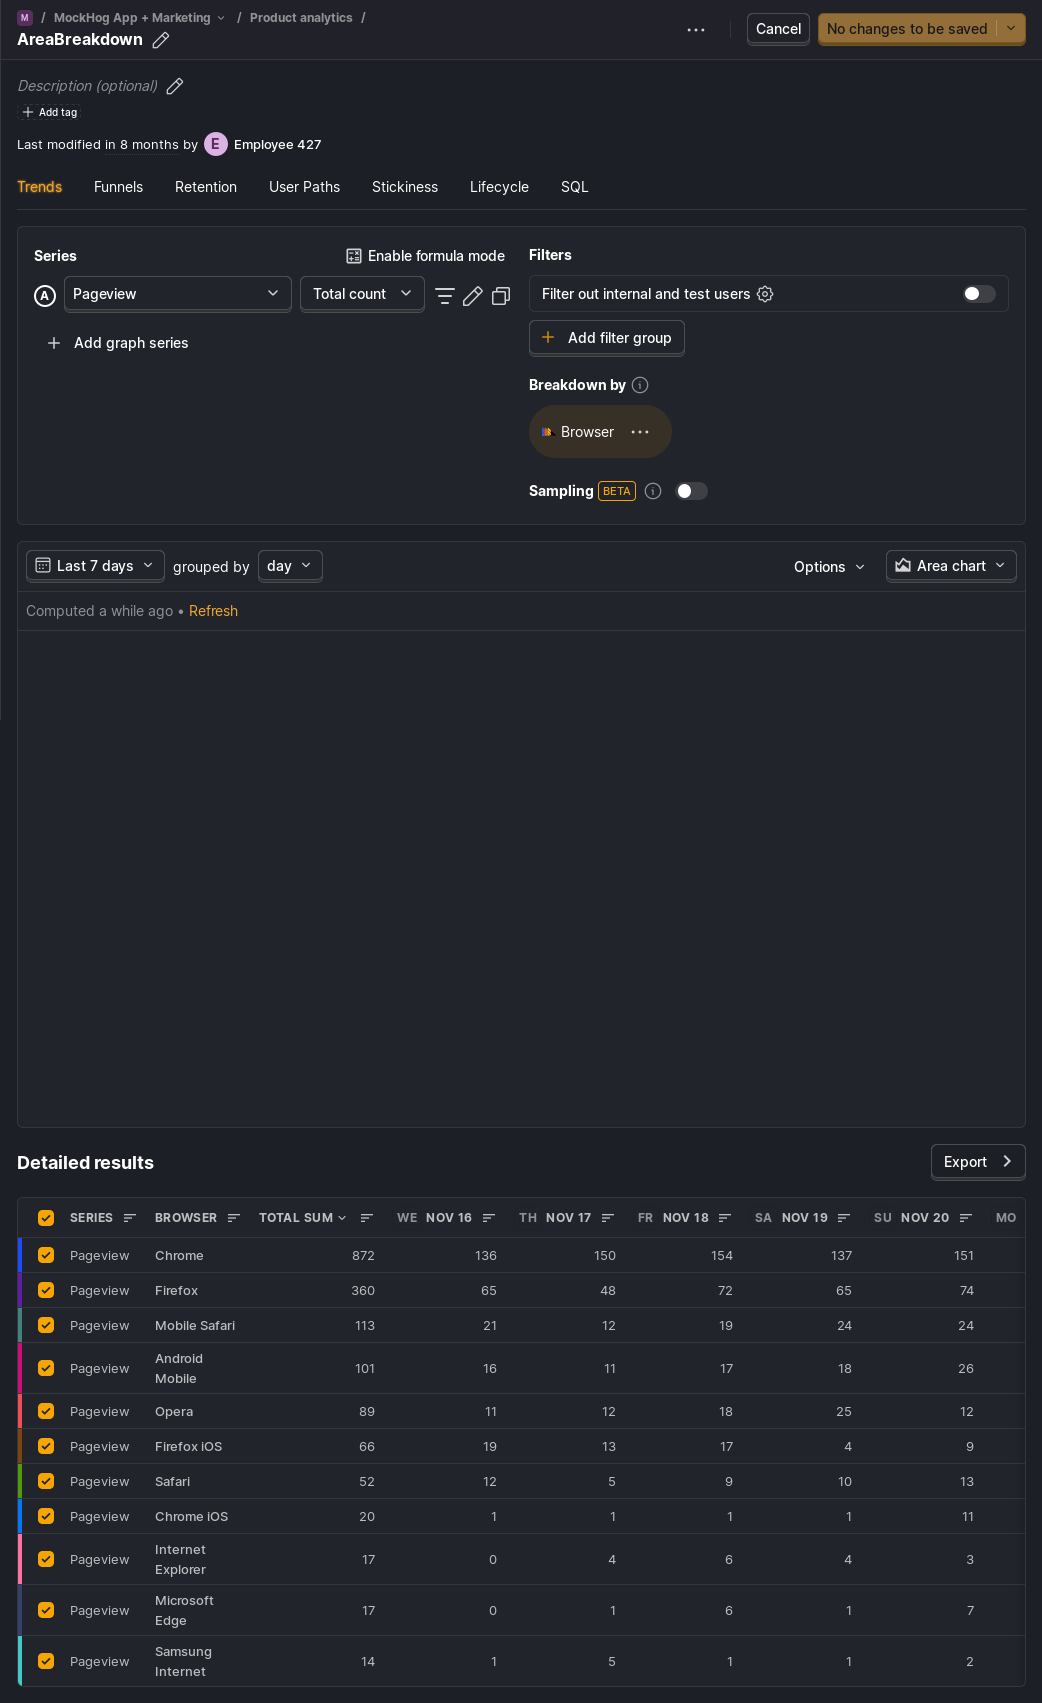 M / MockHog App + Marketing / Product analytics /
AreaBreakdown
Cancel
No changes to be saved
Description (optional)
Add tag
Last modified in 8 months by E Employee 427
Trends Funnels Retention User Paths Stickiness Lifecycle SQL
Series
Enable formula mode
A Pageview Total count
Add graph series
Filters
Filter out internal and test users
Add filter group
Breakdown by
Browser
Sampling BETA
Last 7 days grouped by day
Options
Area chart
Computed a while ago • Refresh
Detailed results
Export
SERIES BROWSER TOTAL SUM WE NOV 16 TH NOV 17 FR NOV 18 SA NOV 19 SU NOV 20 MO
Pageview Chrome 872 136 150 154 137 151
Pageview Firefox 360 65 48 72 65 74
Pageview Mobile Safari 113 21 12 19 24 24
Pageview Android Mobile 101 16 11 17 18 26
Pageview Opera 89 11 12 18 25 12
Pageview Firefox iOS 66 19 13 17 4 9
Pageview Safari 52 12 5 9 10 13
Pageview Chrome iOS 20 1 1 1 1 11
Pageview Internet Explorer 17 0 4 6 4 3
Pageview Microsoft Edge 17 0 1 6 1 7
Pageview Samsung Internet 14 1 5 1 1 2